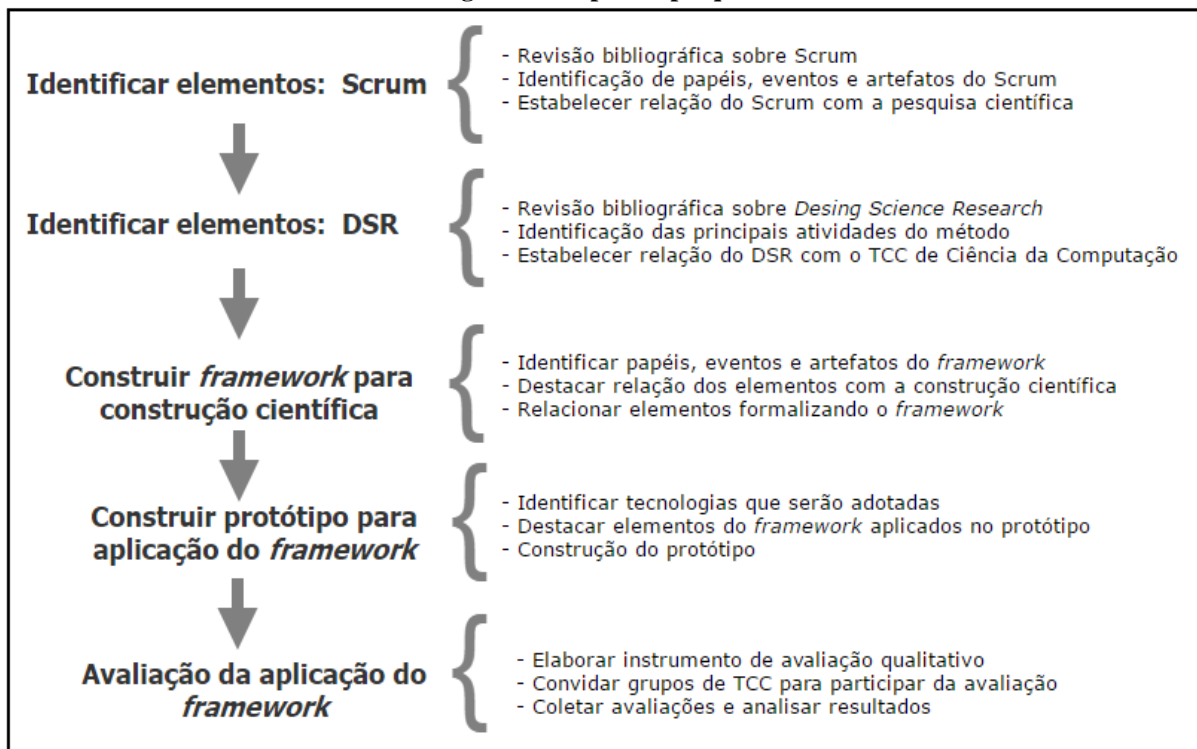 Identificar elementos: Scrum
- Revisão bibliográfica sobre Scrum
- Identificação de papéis, eventos e artefatos do Scrum
- Estabelecer relação do Scrum com a pesquisa científica
Identificar elementos: DSR
- Revisão bibliográfica sobre Desing Science Research
- Identificação das principais atividades do método
- Estabelecer relação do DSR com o TCC de Ciência da Computação
Construir framework para
construção científica
- Identificar papéis, eventos e artefatos do framework
- Destacar relação dos elementos com a construção científica
- Relacionar elementos formalizando o framework
Construir protótipo para
aplicação do framework
- Identificar tecnologias que serão adotadas
- Destacar elementos do framework aplicados no protótipo
- Construção do protótipo
Avaliação da aplicação do
framework
- Elaborar instrumento de avaliação qualitativo
- Convidar grupos de TCC para participar da avaliação
- Coletar avaliações e analisar resultados